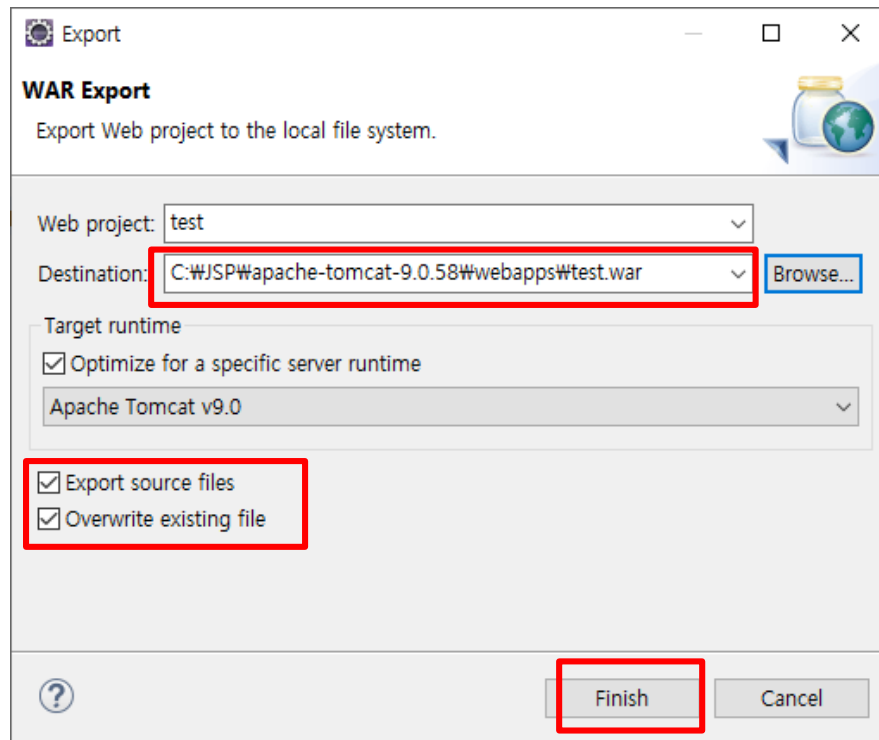 Export
WAR Export
Export Web project to the local file system.
Web project: test
Destination: C:₩JSP₩apache-tomcat-9.0.58₩webapps₩test.war Browse...
Target runtime
Optimize for a specific server runtime
Apache Tomcat v9.0
Export source files
Overwrite existing file
? Finish Cancel